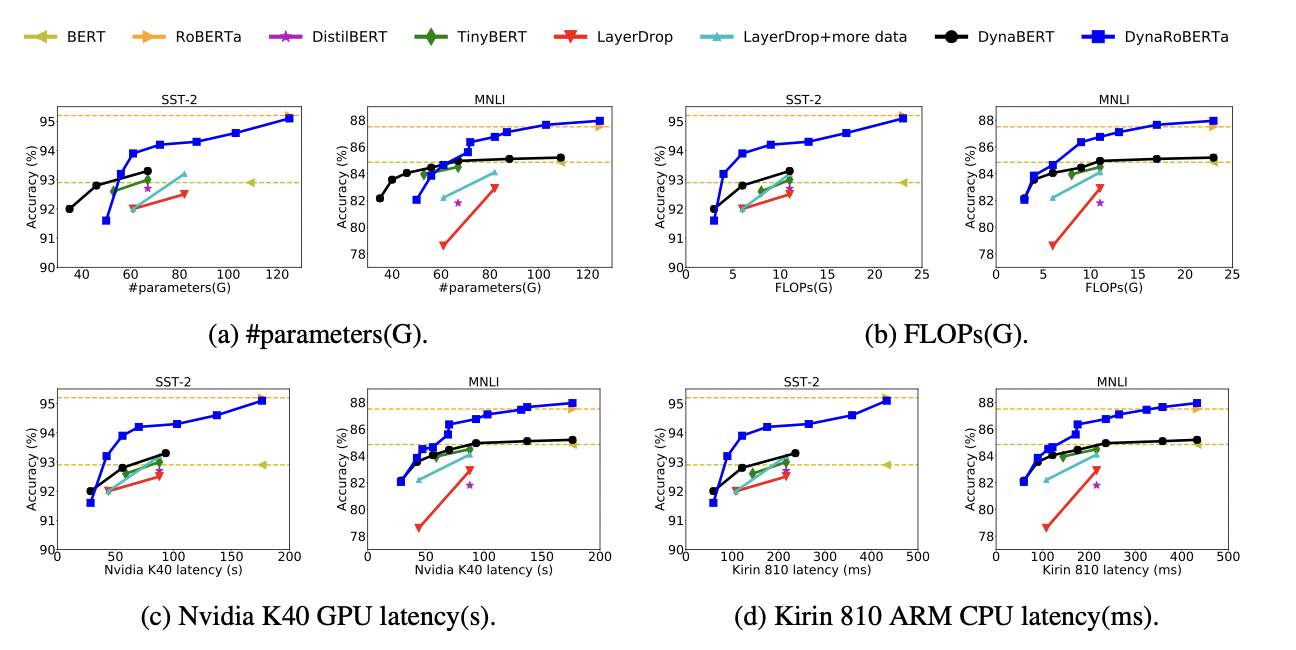 BERT RoBERTa DistilBERT TinyBERT LayerDrop LayerDrop+more data DynaBERT DynaRoBERTa
SST-2
95
94
93
92
91
90
Accuracy (%)
40 60 80 100 120
#parameters(G)
MNLI
88
86
84
82
80
78
Accuracy (%)
40 60 80 100 120
#parameters(G)
(a) #parameters(G).
SST-2
95
94
93
92
91
90
Accuracy (%)
0 5 10 15 20 25
FLOPs(G)
MNLI
88
86
84
82
80
78
Accuracy (%)
0 5 10 15 20 25
FLOPs(G)
(b) FLOPs(G).
SST-2
95
94
93
92
91
90
Accuracy (%)
0 50 100 150 200
Nvidia K40 latency (s)
MNLI
88
86
84
82
80
78
Accuracy (%)
0 50 100 150 200
Nvidia K40 latency (s)
(c) Nvidia K40 GPU latency(s).
SST-2
95
94
93
92
91
90
Accuracy (%)
0 100 200 300 400 500
Kirin 810 latency (ms)
MNLI
88
86
84
82
80
78
Accuracy (%)
0 100 200 300 400 500
Kirin 810 latency (ms)
(d) Kirin 810 ARM CPU latency(ms).